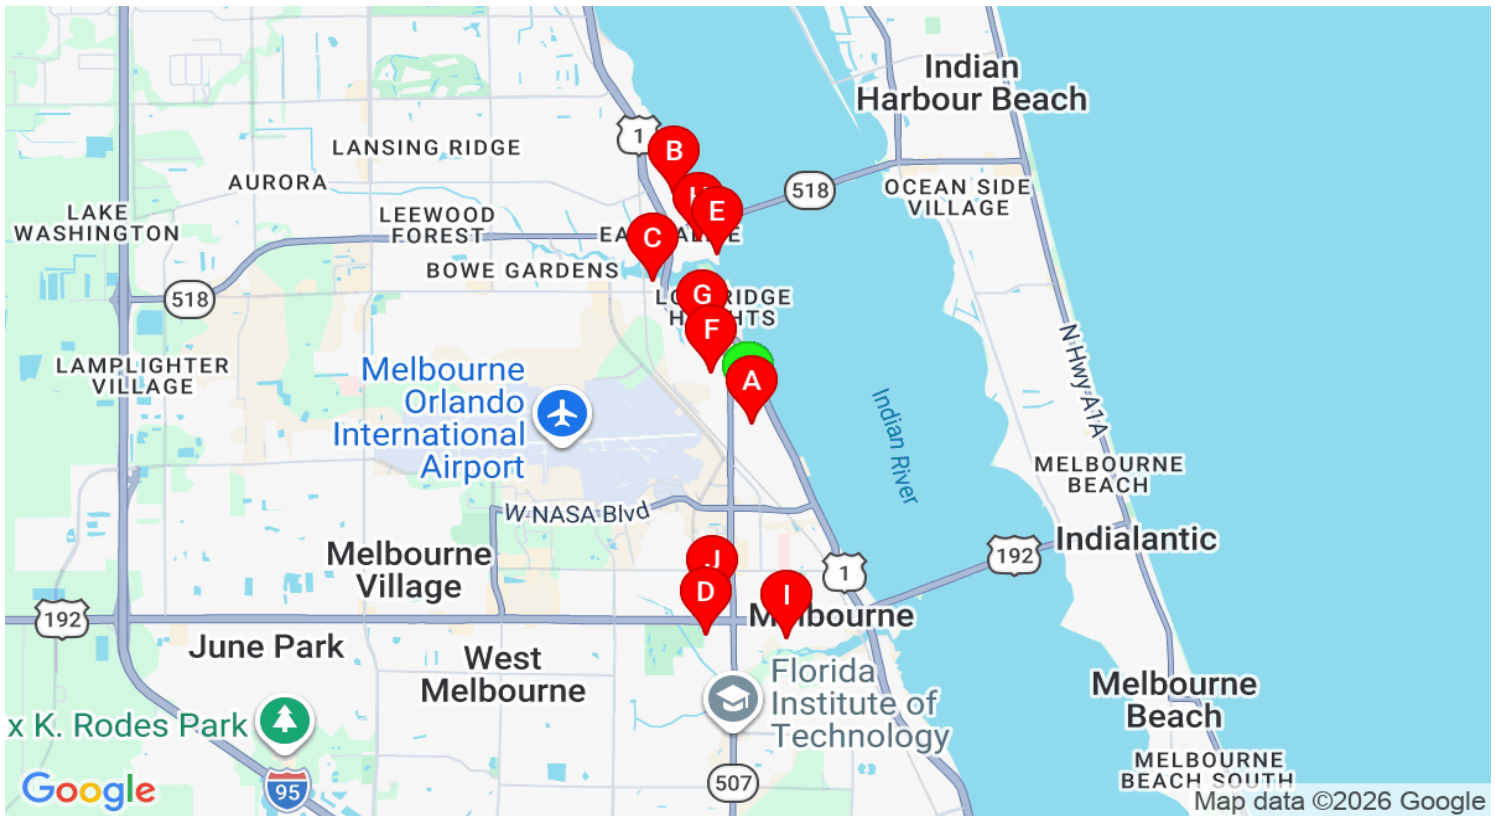 Indian
Harbour Beach
1
B
LANSING RIDGE
AURORA
518
OCEAN SIDE
VILLAGE
H
E
LAKE
WASHINGTON
LEEWOOD
FOREST
C
BOWE GARDENS
518
G
F
N Hwy A1A
LAMPLIGHTER
VILLAGE
Melbourne
Orlando
International
Airport
A
Indian River
MELBOURNE
BEACH
W NASA Blvd
Indialantic
192
Melbourne
Village
J
1
D
I
192
Melbourne
June Park
West
Melbourne
Florida
Institute of
Technology
Melbourne
Beach
x K. Rodes Park
MELBOURNE
BEACH SOUTH
507
Google
95
Map data ©2026 Google